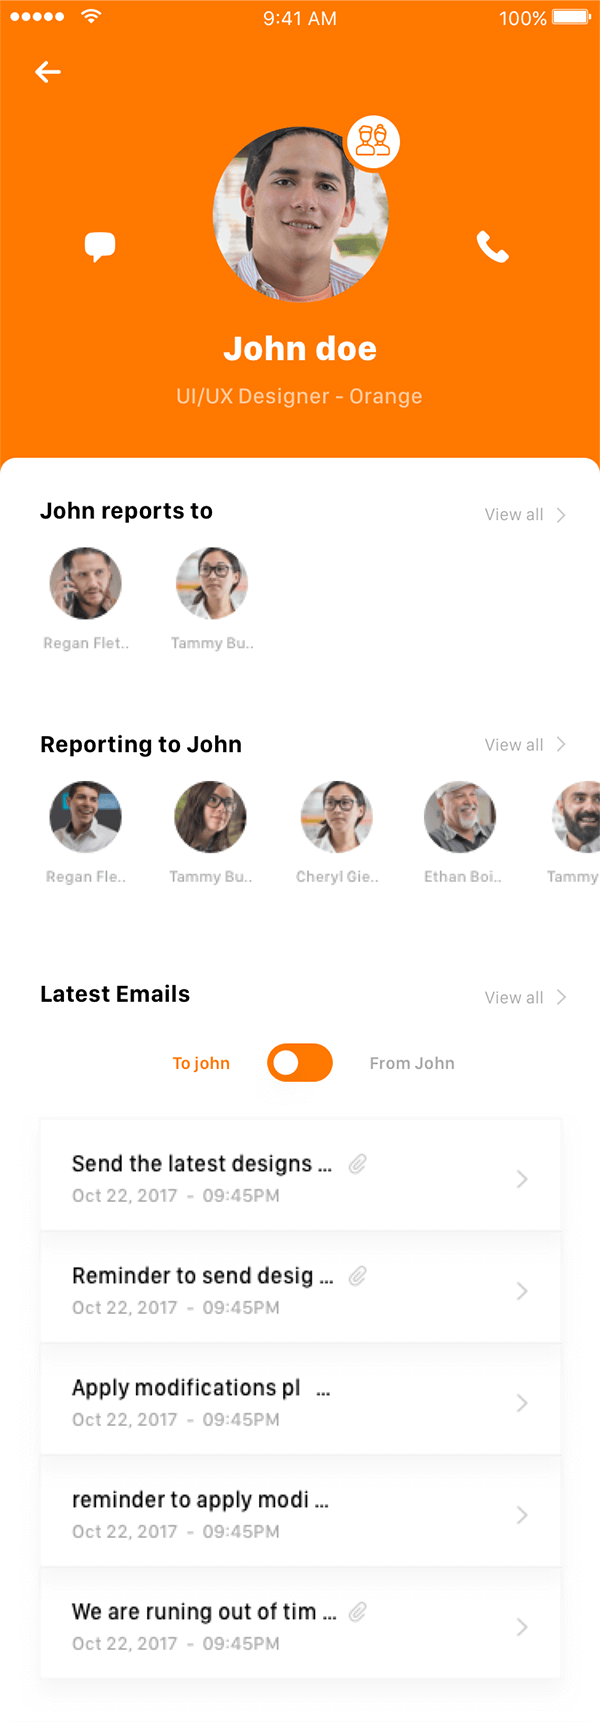 9:41 AM
100%
John doe
UI/UX Designer - Orange
John reports to
View all
Regan Flet..
Tammy Bu..
Reporting to John
View all
Regan Fle..
Tammy Bu..
Cheryl Gie..
Ethan Boi..
Tammy
Latest Emails
View all
To john
From John
Send the latest designs ...
Oct 22, 2017 - 09:45PM
Reminder to send desig ...
Oct 22, 2017 - 09:45PM
Apply modifications pl ...
Oct 22, 2017 - 09:45PM
reminder to apply modi ...
Oct 22, 2017 - 09:45PM
We are runing out of tim ...
Oct 22, 2017 - 09:45PM